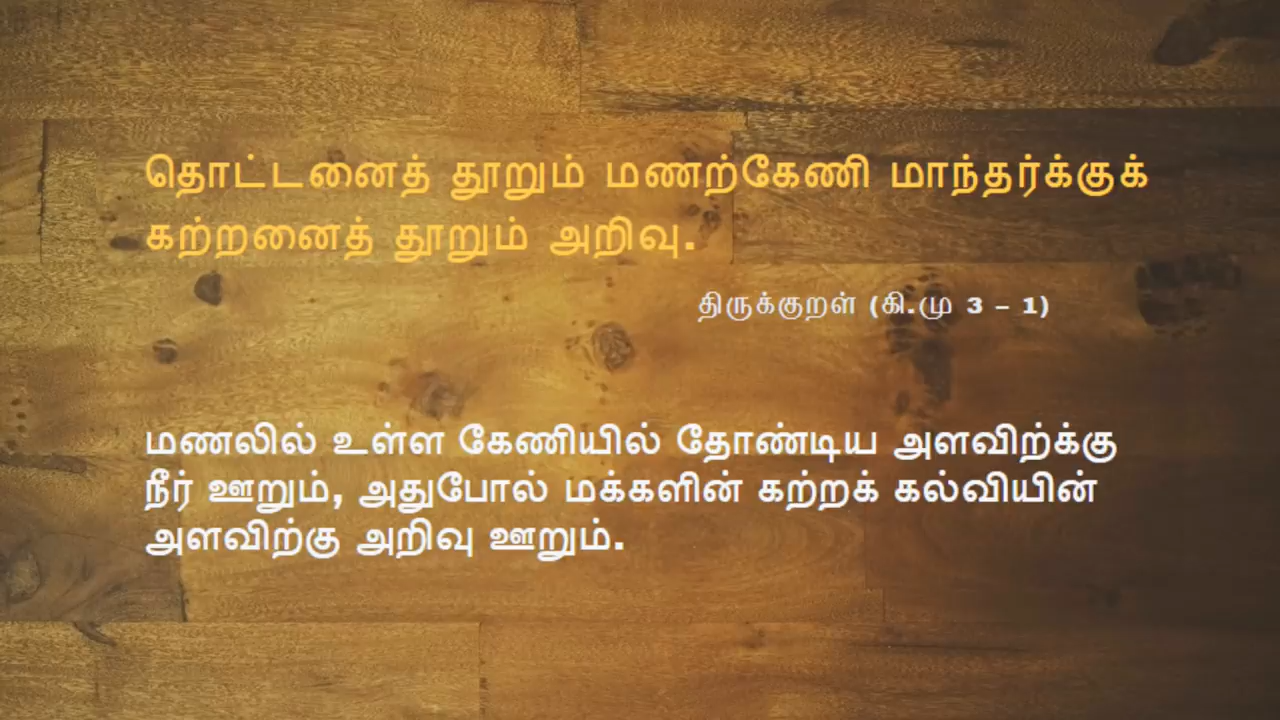 தொட்டனைத் தூறும் மணற்கேணி மாந்தர்க்குக்
கற்றனைத் தூறும் அறிவு.
திருக்குறள் (கி.மு 3 – 1)
மணலில் உள்ள கேணியில் தோண்டிய அளவிற்க்கு
நீர் ஊறும், அதுபோல் மக்களின் கற்றக் கல்வியின்
அளவிற்கு அறிவு ஊறும்.